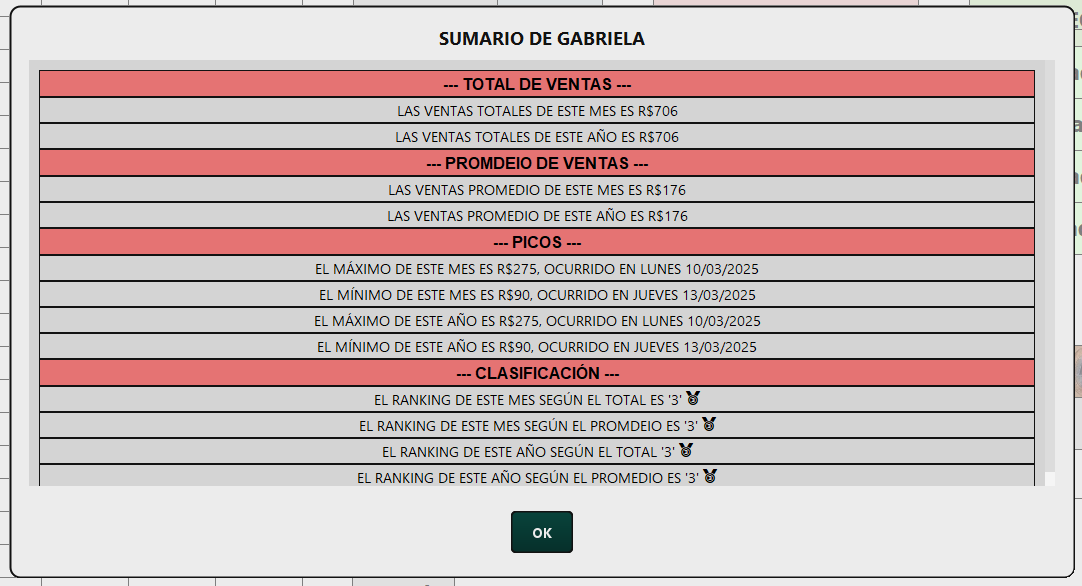 SUMARIO DE GABRIELA
--- TOTAL DE VENTAS ---
LAS VENTAS TOTALES DE ESTE MES ES R$706
LAS VENTAS TOTALES DE ESTE AÑO ES R$706
--- PROMDEIO DE VENTAS ---
LAS VENTAS PROMEDIO DE ESTE MES ES R$176
LAS VENTAS PROMEDIO DE ESTE AÑO ES R$176
--- PICOS ---
EL MÁXIMO DE ESTE MES ES R$275, OCURRIDO EN LUNES 10/03/2025
EL MÍNIMO DE ESTE MES ES R$90, OCURRIDO EN JUEVES 13/03/2025
EL MÁXIMO DE ESTE AÑO ES R$275, OCURRIDO EN LUNES 10/03/2025
EL MÍNIMO DE ESTE AÑO ES R$90, OCURRIDO EN JUEVES 13/03/2025
--- CLASIFICACIÓN ---
EL RANKING DE ESTE MES SEGÚN EL TOTAL ES '3' 🥉
EL RANKING DE ESTE MES SEGÚN EL PROMDEIO ES '3' 🥉
EL RANKING DE ESTE AÑO SEGÚN EL TOTAL '3' 🥉
EL RANKING DE ESTE AÑO SEGÚN EL PROMEDIO ES '3' 🥉
OK